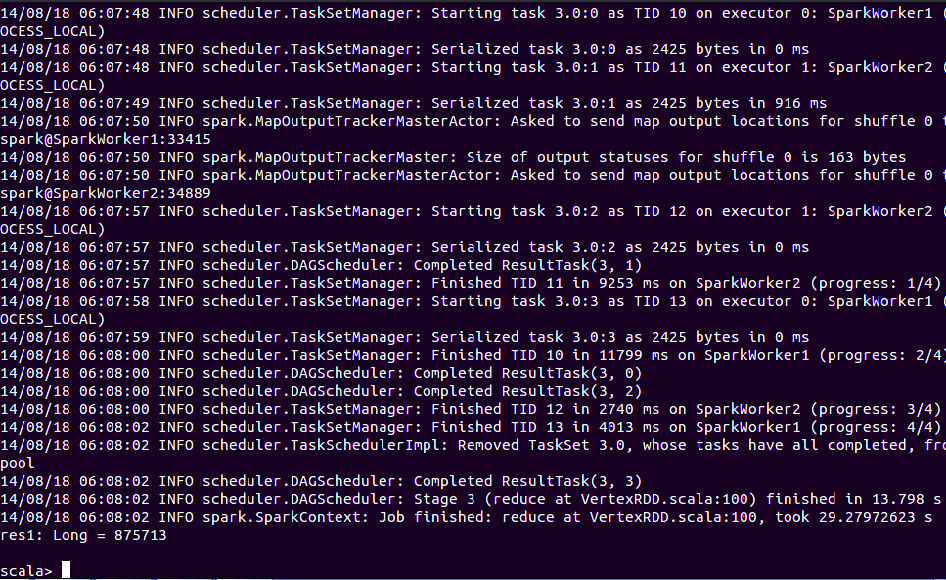 14/08/18 06:07:48 INFO scheduler.TaskSetManager: Starting task 3.0:0 as TID 10 on executor 0: SparkWorker1 (
OCESS_LOCAL)
14/08/18 06:07:48 INFO scheduler.TaskSetManager: Serialized task 3.0:0 as 2425 bytes in 0 ms
14/08/18 06:07:48 INFO scheduler.TaskSetManager: Starting task 3.0:1 as TID 11 on executor 1: SparkWorker2 (
OCESS_LOCAL)
14/08/18 06:07:49 INFO scheduler.TaskSetManager: Serialized task 3.0:1 as 2425 bytes in 916 ms
14/08/18 06:07:50 INFO spark.MapOutputTrackerMasterActor: Asked to send map output locations for shuffle 0 t
spark@SparkWorker1:33415
14/08/18 06:07:50 INFO spark.MapOutputTrackerMaster: Size of output statuses for shuffle 0 is 163 bytes
14/08/18 06:07:50 INFO spark.MapOutputTrackerMasterActor: Asked to send map output locations for shuffle 0 t
spark@SparkWorker2:34889
14/08/18 06:07:57 INFO scheduler.TaskSetManager: Starting task 3.0:2 as TID 12 on executor 1: SparkWorker2 (
OCESS_LOCAL)
14/08/18 06:07:57 INFO scheduler.TaskSetManager: Serialized task 3.0:2 as 2425 bytes in 0 ms
14/08/18 06:07:57 INFO scheduler.DAGScheduler: Completed ResultTask(3, 1)
14/08/18 06:07:57 INFO scheduler.TaskSetManager: Finished TID 11 in 9253 ms on SparkWorker2 (progress: 1/4)
14/08/18 06:07:58 INFO scheduler.TaskSetManager: Starting task 3.0:3 as TID 13 on executor 0: SparkWorker1 (
OCESS_LOCAL)
14/08/18 06:07:59 INFO scheduler.TaskSetManager: Serialized task 3.0:3 as 2425 bytes in 0 ms
14/08/18 06:08:00 INFO scheduler.TaskSetManager: Finished TID 10 in 11799 ms on SparkWorker1 (progress: 2/4)
14/08/18 06:08:00 INFO scheduler.DAGScheduler: Completed ResultTask(3, 0)
14/08/18 06:08:00 INFO scheduler.DAGScheduler: Completed ResultTask(3, 2)
14/08/18 06:08:00 INFO scheduler.TaskSetManager: Finished TID 12 in 2740 ms on SparkWorker2 (progress: 3/4)
14/08/18 06:08:02 INFO scheduler.TaskSetManager: Finished TID 13 in 4013 ms on SparkWorker1 (progress: 4/4)
14/08/18 06:08:02 INFO scheduler.TaskSchedulerImpl: Removed TaskSet 3.0, whose tasks have all completed, fro
pool
14/08/18 06:08:02 INFO scheduler.DAGScheduler: Completed ResultTask(3, 3)
14/08/18 06:08:02 INFO scheduler.DAGScheduler: Stage 3 (reduce at VertexRDD.scala:100) finished in 13.798 s
14/08/18 06:08:02 INFO spark.SparkContext: Job finished: reduce at VertexRDD.scala:100, took 29.27972623 s
res1: Long = 875713
scala>